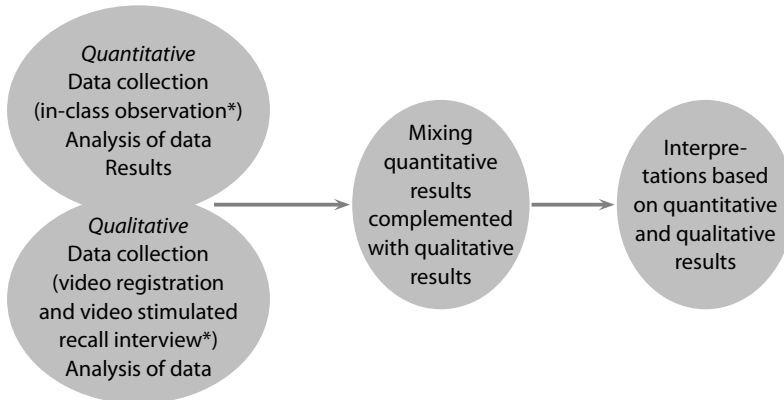 Quantitative
Data collection
(in-class observation*)
Analysis of data
Results
Qualitative
Data collection
(video registration
and video stimulated
recall interview*)
Analysis of data
Mixing
quantitative
results
complemented
with qualitative
results
Interpre-
tations based
on quantitative
and qualitative
results